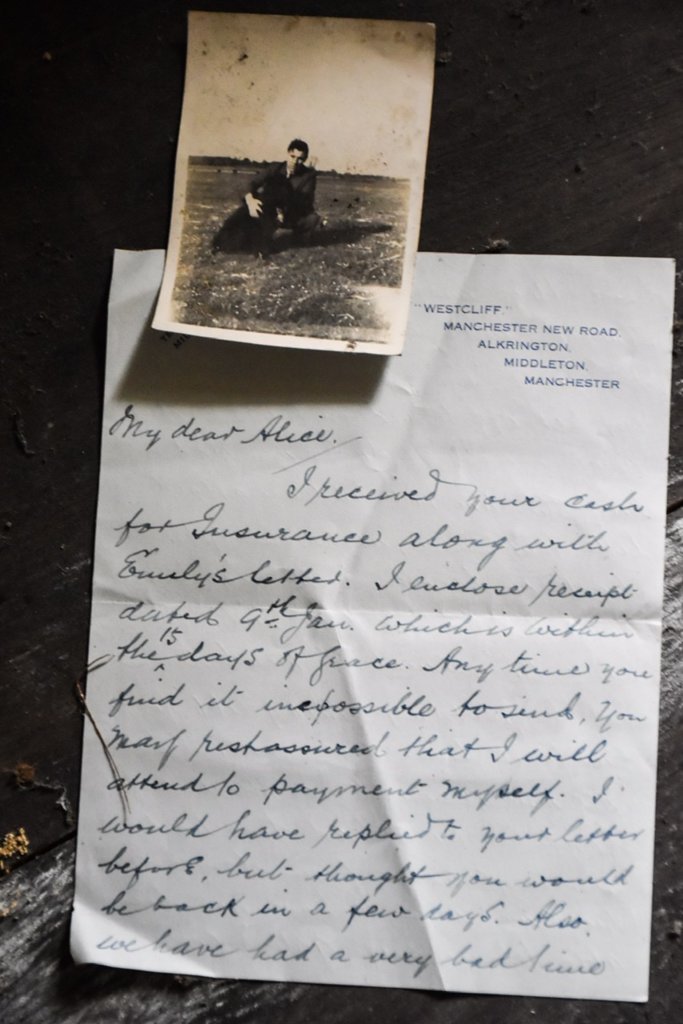 "WESTCLIFF,"
MANCHESTER NEW ROAD,
ALKRINGTON,
MIDDLETON,
MANCHESTER
My dear Alice.
I received your cash
for Insurance along with
Emily's letter. I enclose receipt
dated 9th Jan. which is within
the 15 days of grace. Any time you
find it impossible to send, you
may rest assured that I will
attend to payment myself. I
would have replied to your letter
before, but thought you would
be back in a few days. Also
we have had a very bad time